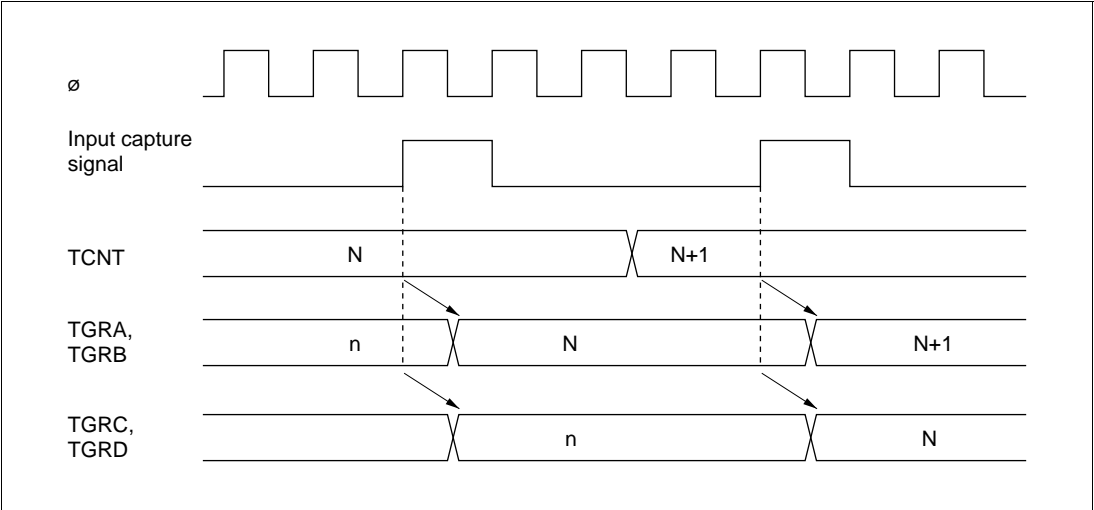 ø
Input capture
signal
TCNT
N
N+1
TGRA,
TGRB
n
N
N+1
TGRC,
TGRD
n
N